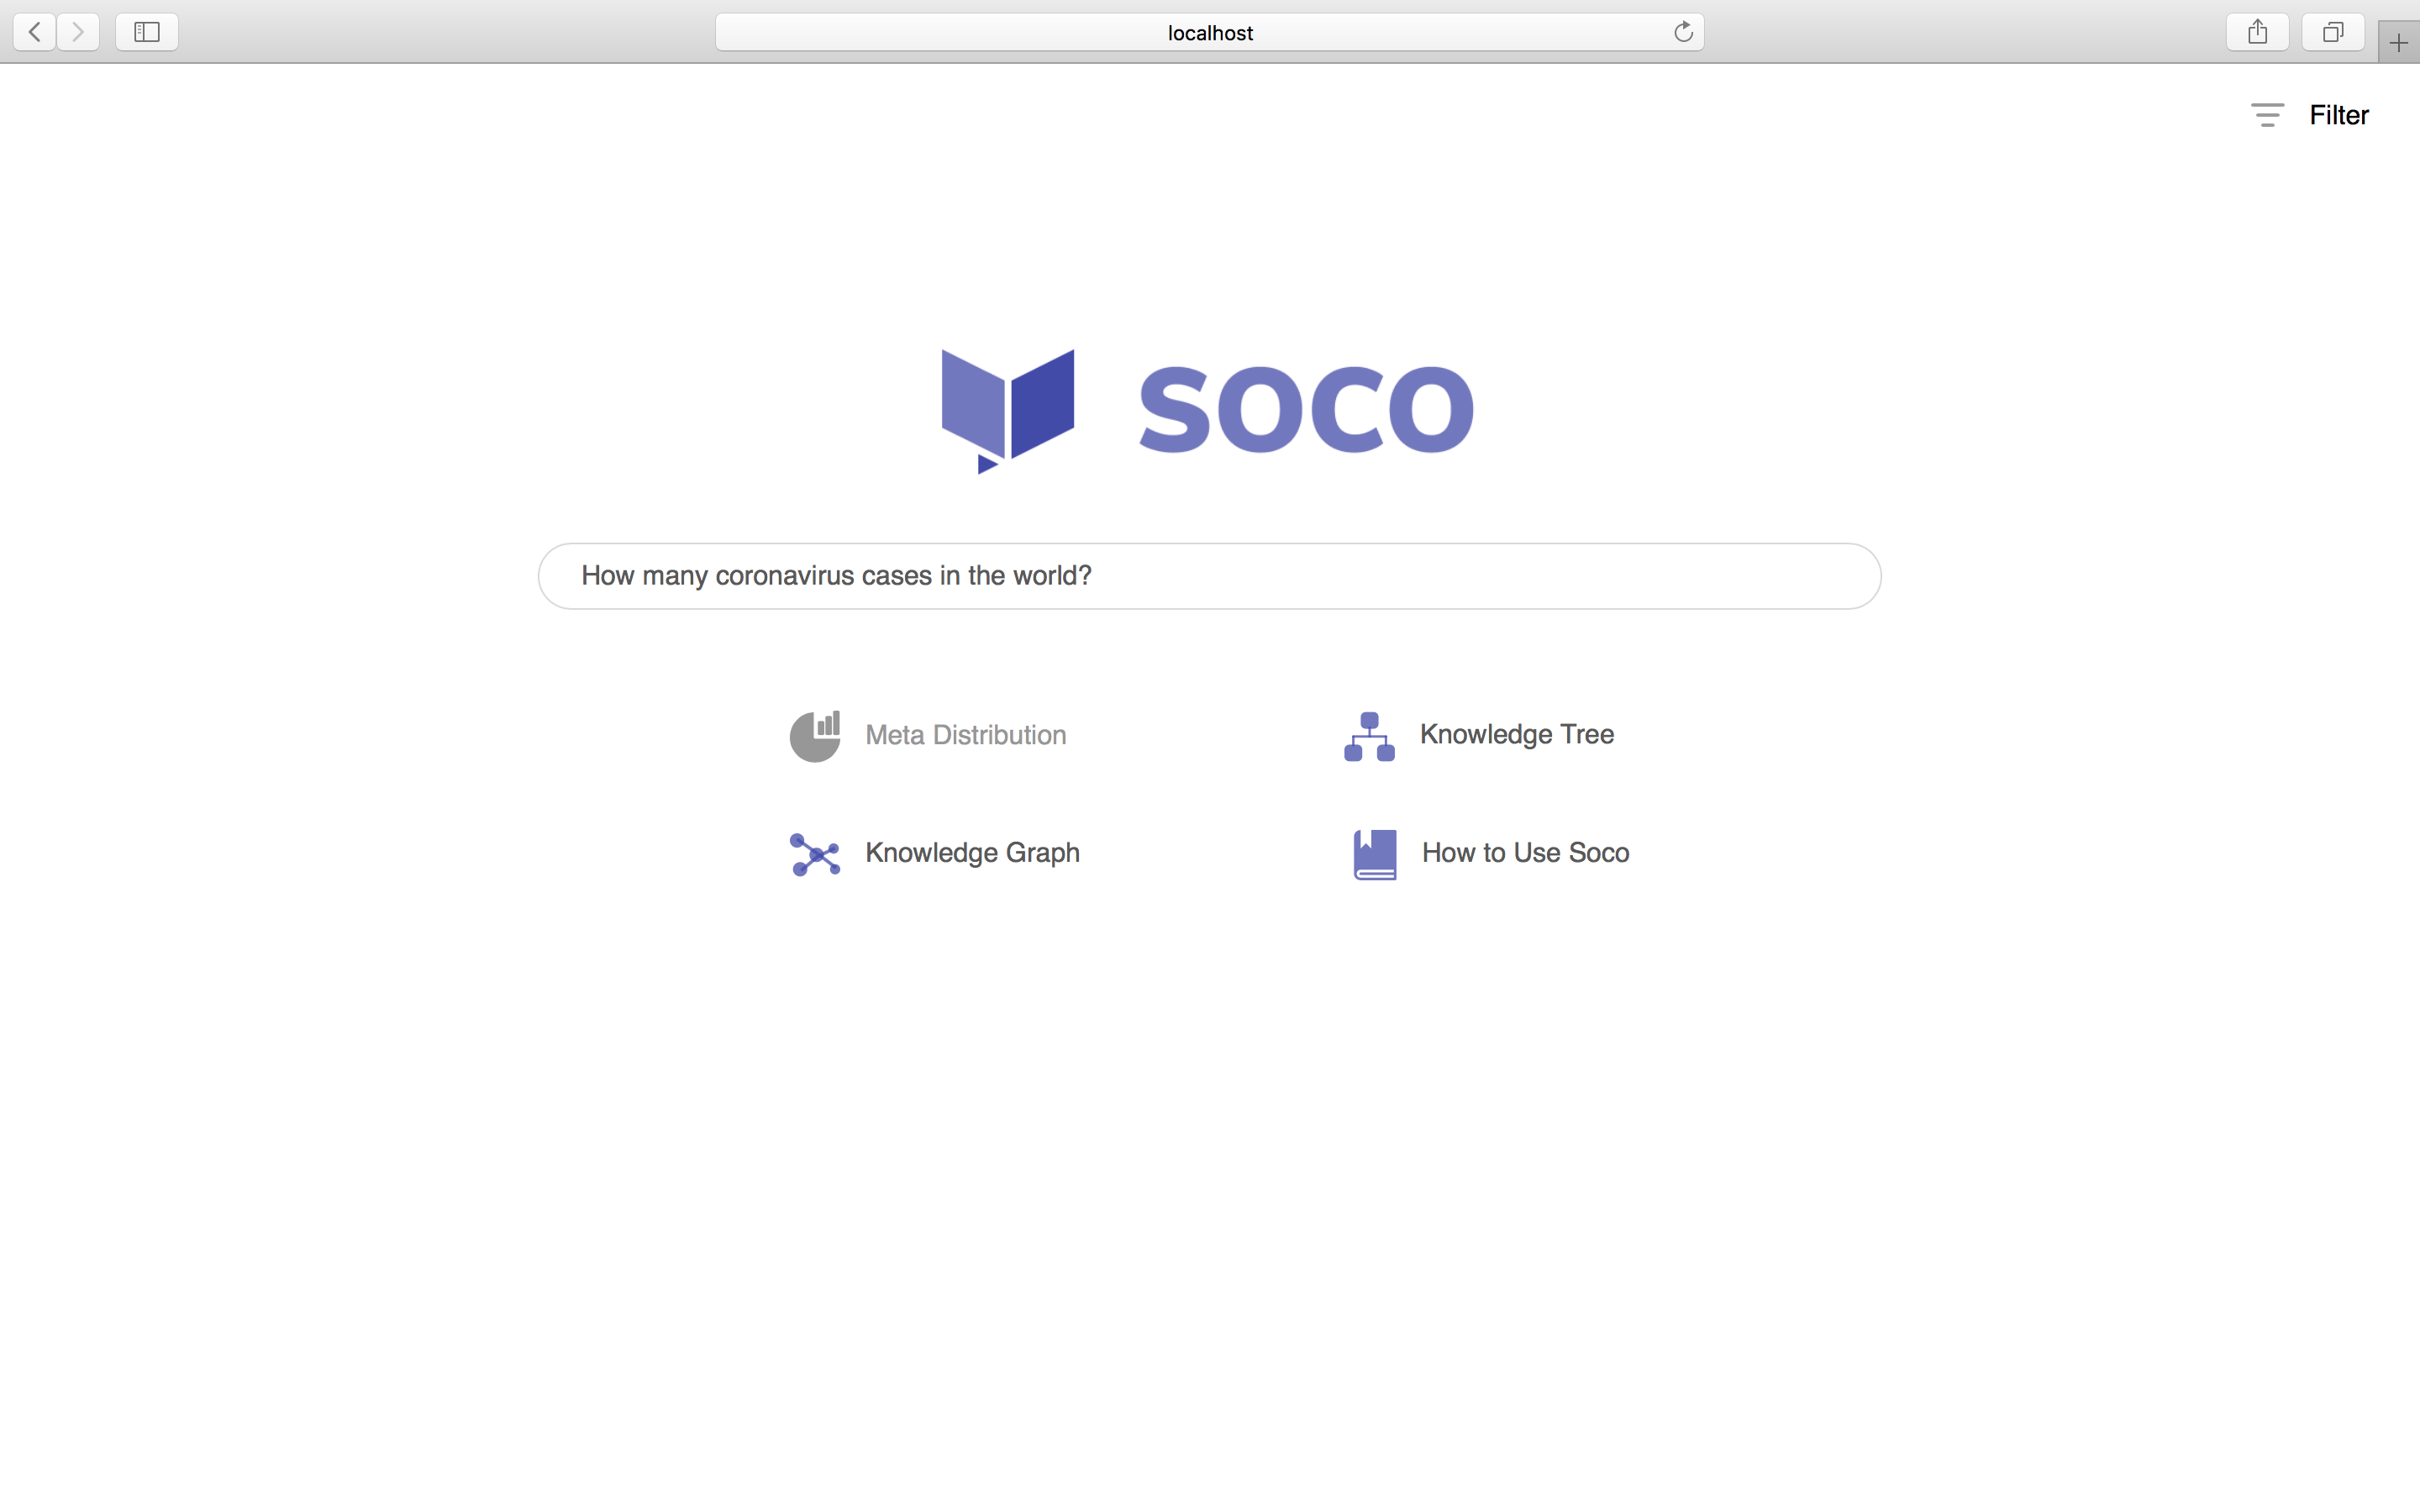 localhost
Filter
SOCO
How many coronavirus cases in the world?
Meta Distribution
Knowledge Tree
Knowledge Graph
How to Use Soco